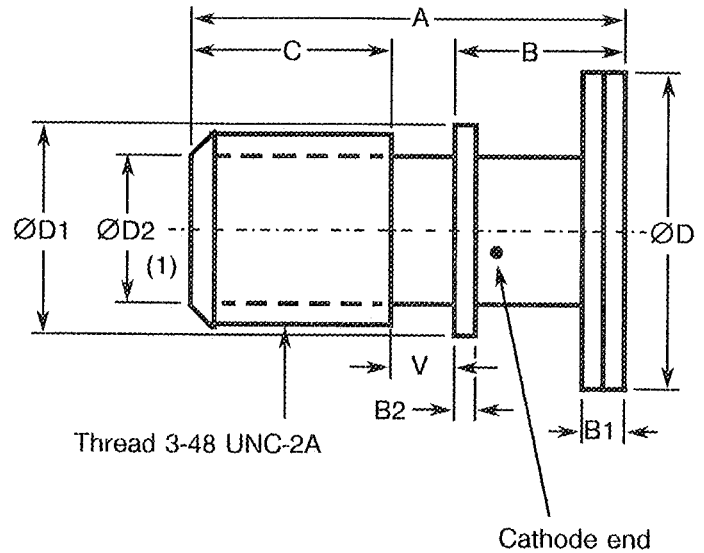 A
C
B
ØD1
ØD2
(1)
ØD
V
B2
B1
Thread 3-48 UNC-2A
Cathode end